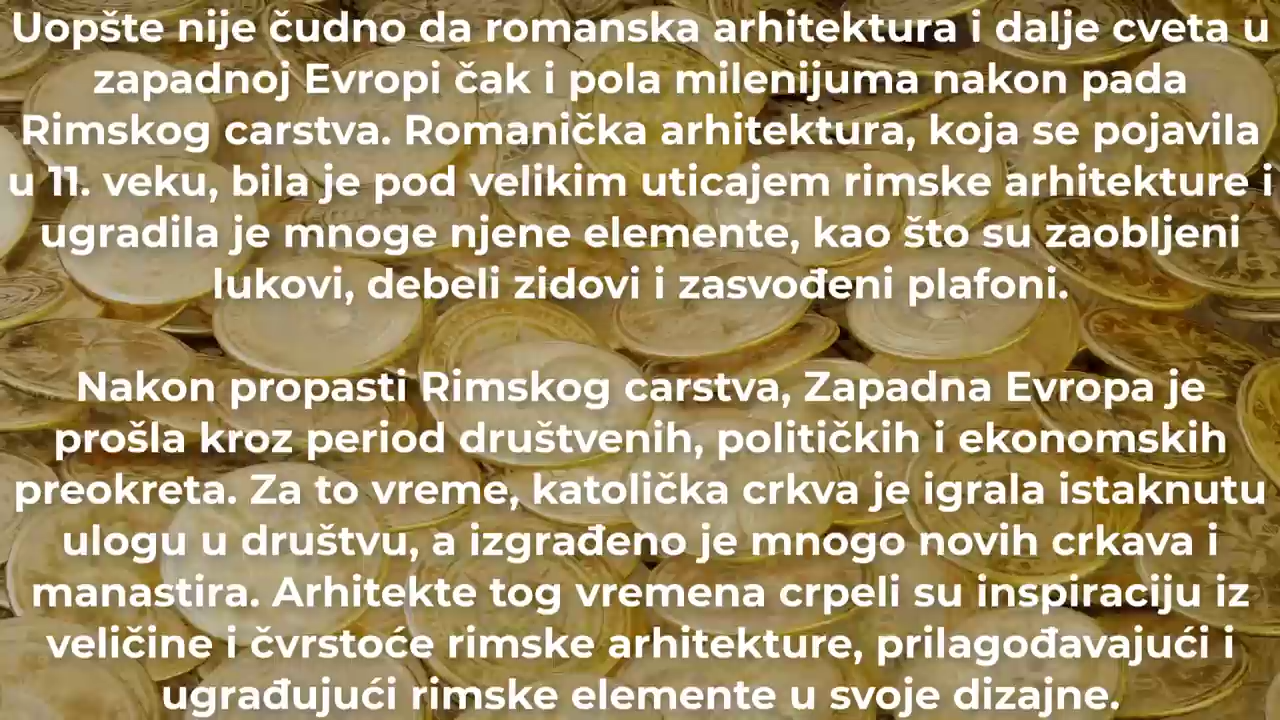 Uopšte nije čudno da romanska arhitektura i dalje cveta u
zapadnoj Evropi čak i pola milenijuma nakon pada
Rimskog carstva. Romanička arhitektura, koja se pojavila
u 11. veku, bila je pod velikim uticajem rimske arhitekture i
ugradila je mnoge njene elemente, kao što su zaobljeni
lukovi, debeli zidovi i zasvođeni plafoni.
Nakon propasti Rimskog carstva, Zapadna Evropa je
prošla kroz period društvenih, političkih i ekonomskih
preokreta. Za to vreme, katolička crkva je igrala istaknutu
ulogu u društvu, a izgrađeno je mnogo novih crkava i
manastira. Arhitekte tog vremena crpeli su inspiraciju iz
veličine i čvrstoće rimske arhitekture, prilagođavajući i
ugrađujući rimske elemente u svoje dizajne.